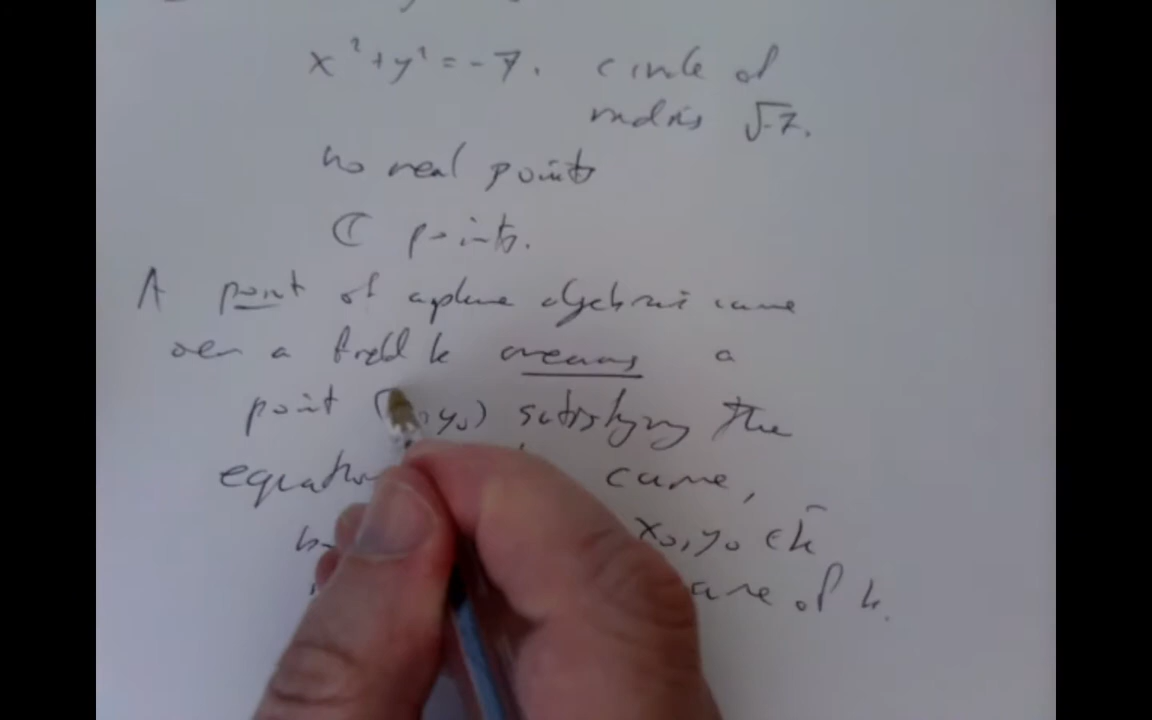 x² + y² = -7. circle of
radius √-7.
no real points
ℂ points.
A point of a plane algebraic curve
over a field k means a
point ( , y₀) satisfying the
equation curve,
x₀, y₀ ∈ k̄
of k.